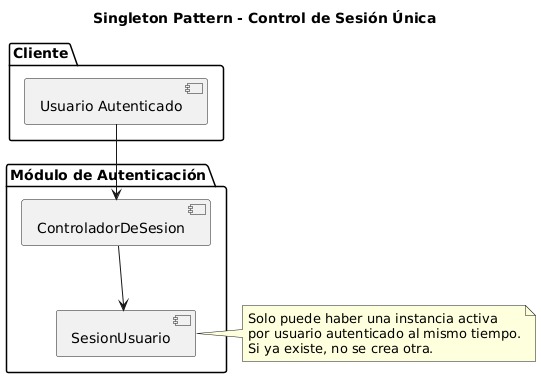 Singleton Pattern - Control de Sesión Única
Cliente
Usuario Autenticado
Módulo de Autenticación
ControladorDeSesion
SesionUsuario
Solo puede haber una instancia activa
por usuario autenticado al mismo tiempo.
Si ya existe, no se crea otra.